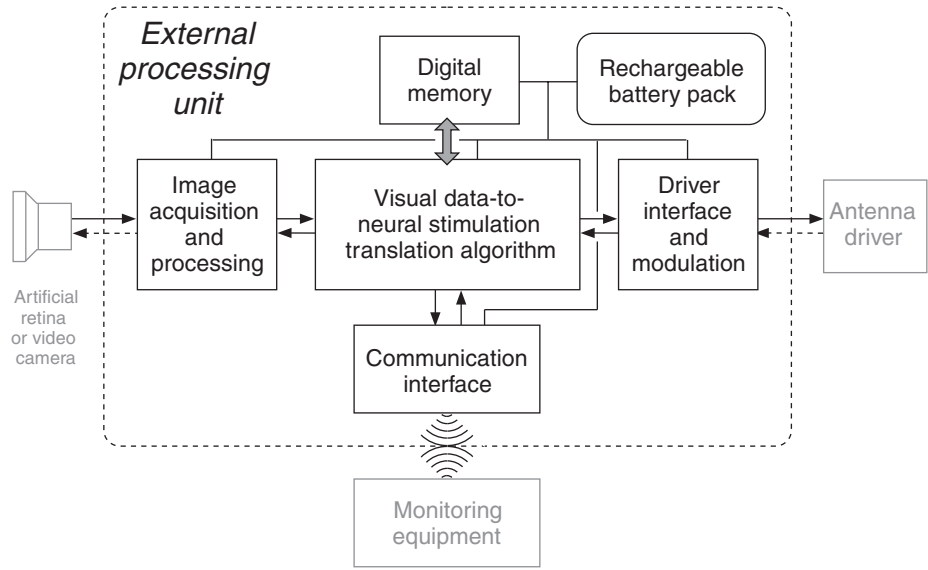 External
processing
unit
Digital
memory
Rechargeable
battery pack
Image
acquisition
and
processing
Visual data-to-
neural stimulation
translation algorithm
Driver
interface
and
modulation
Antenna
driver
Artificial
retina
or video
camera
Communication
interface
Monitoring
equipment